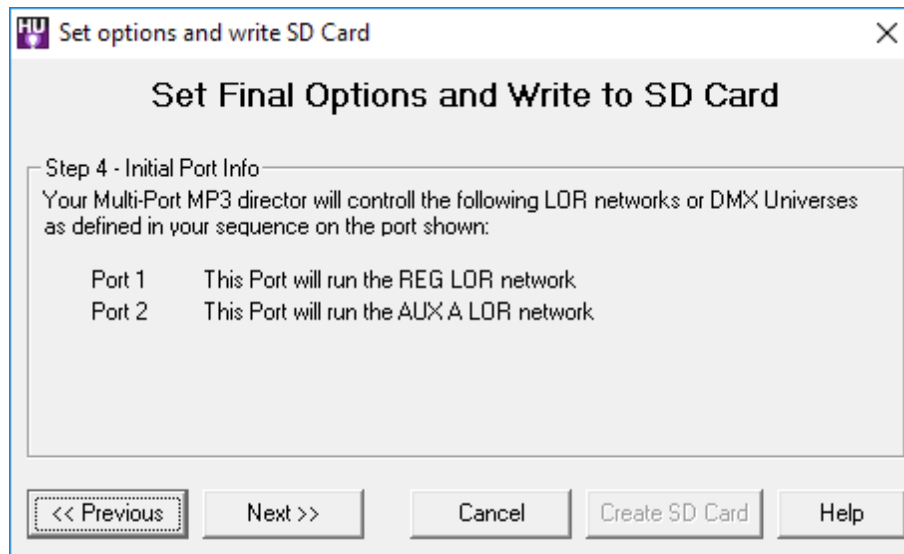 HU Set options and write SD Card
Set Final Options and Write to SD Card
Step 4 - Initial Port Info
Your Multi-Port MP3 director will controll the following LOR networks or DMX Universes
as defined in your sequence on the port shown:
Port 1 This Port will run the REG LOR network
Port 2 This Port will run the AUX A LOR network
<< Previous Next >> Cancel Create SD Card Help